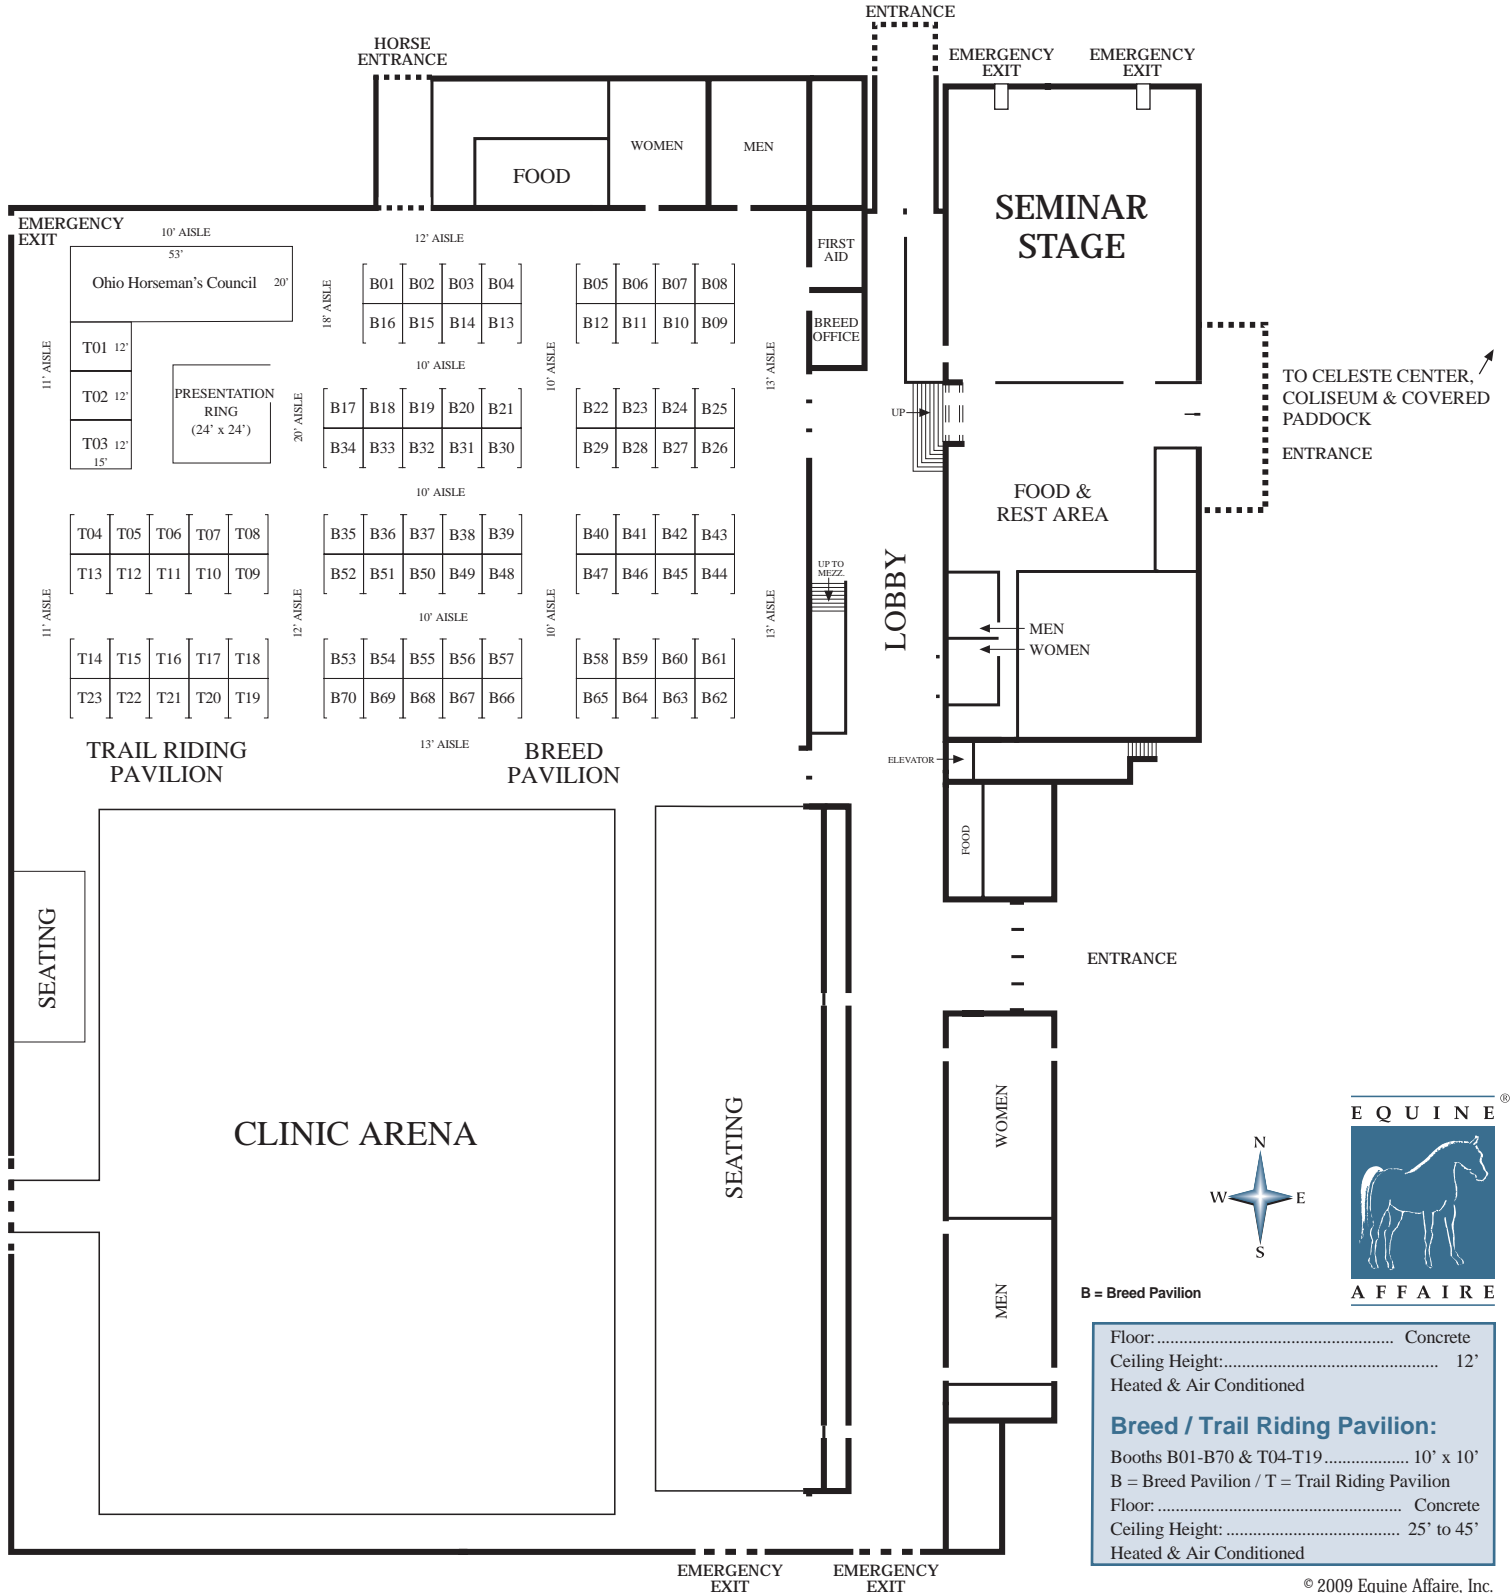 ENTRANCE
HORSE
ENTRANCE
EMERGENCY
EXIT
EMERGENCY
EXIT
WOMEN
MEN
FOOD
SEMINAR
STAGE
EMERGENCY
EXIT
10' AISLE
12' AISLE
FIRST
AID
53'
Ohio Horseman's Council 20'
18' AISLE
B01 B02 B03 B04
B05 B06 B07 B08
B16 B15 B14 B13
B12 B11 B10 B09
BREED
OFFICE
T01 12'
T02 12'
T03 12'
15'
11' AISLE
10' AISLE
10' AISLE
13' AISLE
PRESENTATION
RING
(24' x 24')
20' AISLE
B17 B18 B19 B20 B21
B22 B23 B24 B25
B34 B33 B32 B31 B30
B29 B28 B27 B26
UP
TO CELESTE CENTER,
COLISEUM & COVERED
PADDOCK
ENTRANCE
10' AISLE
FOOD &
REST AREA
T04 T05 T06 T07 T08
B35 B36 B37 B38 B39
B40 B41 B42 B43
T13 T12 T11 T10 T09
B52 B51 B50 B49 B48
B47 B46 B45 B44
UP TO
MEZZ.
LOBBY
11' AISLE
12' AISLE
10' AISLE
10' AISLE
13' AISLE
MEN
WOMEN
T14 T15 T16 T17 T18
B53 B54 B55 B56 B57
B58 B59 B60 B61
T23 T22 T21 T20 T19
B70 B69 B68 B67 B66
B65 B64 B63 B62
13' AISLE
TRAIL RIDING
PAVILION
BREED
PAVILION
ELEVATOR
FOOD
SEATING
ENTRANCE
CLINIC ARENA
SEATING
WOMEN
MEN
N
W E
S
EQUINE ®
AFFAIRE
B = Breed Pavilion
Floor:..................................................... Concrete
Ceiling Height:................................................ 12'
Heated & Air Conditioned
Breed / Trail Riding Pavilion:
Booths B01-B70 & T04-T19................... 10' x 10'
B = Breed Pavilion / T = Trail Riding Pavilion
Floor: ...................................................... Concrete
Ceiling Height: ....................................... 25' to 45'
Heated & Air Conditioned
EMERGENCY
EXIT
EMERGENCY
EXIT
© 2009 Equine Affaire, Inc.